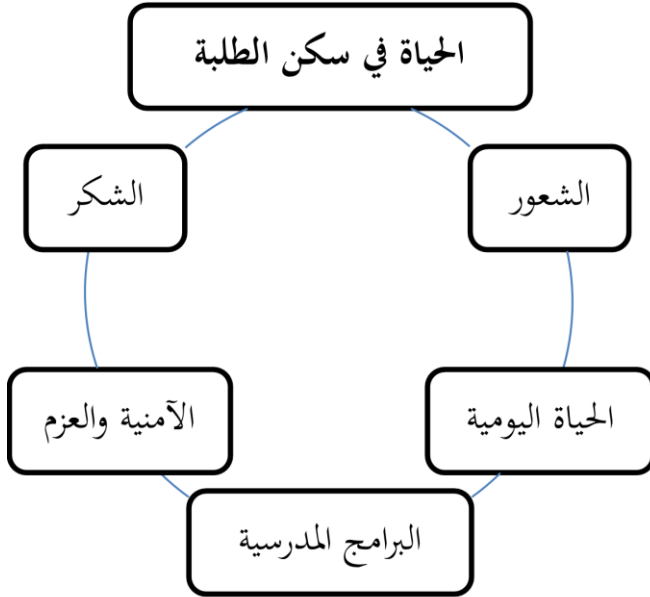 الحياة في سكن الطلبة
الشعور
الحياة اليومية
البرامج المدرسية
الآمنية والعزم
الشكر